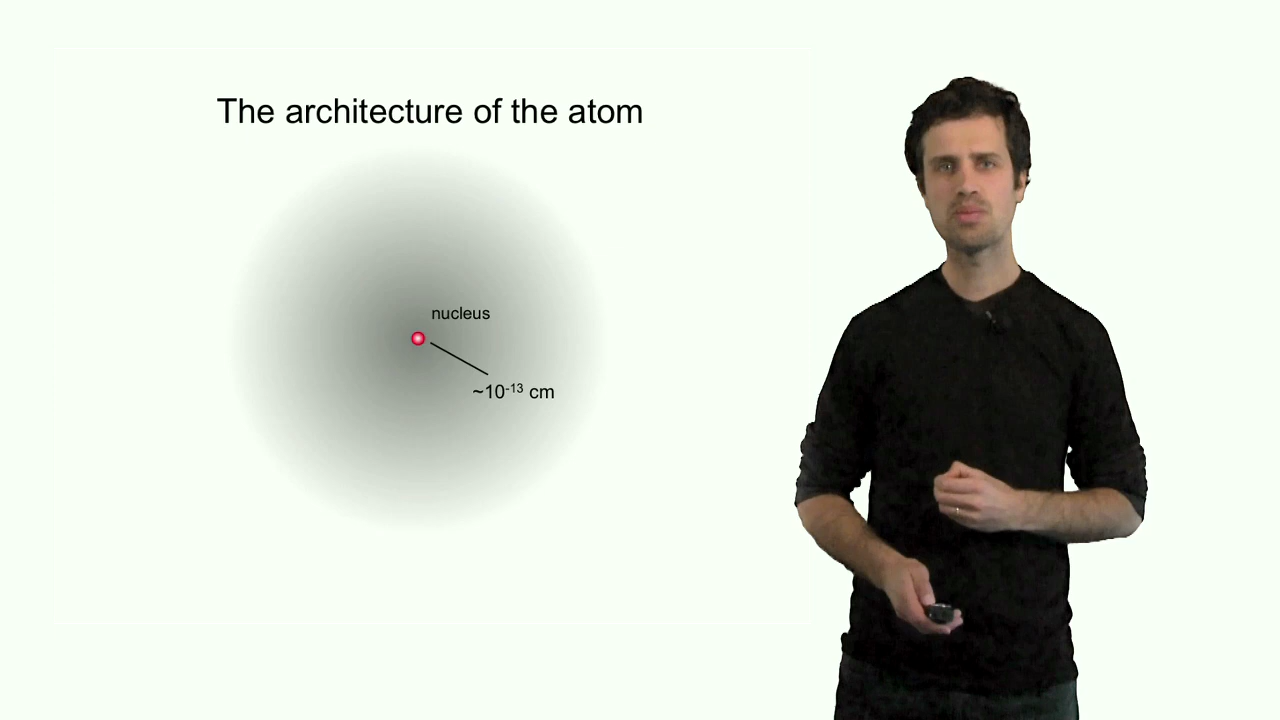 The architecture of the atom
nucleus
~10⁻¹³ cm